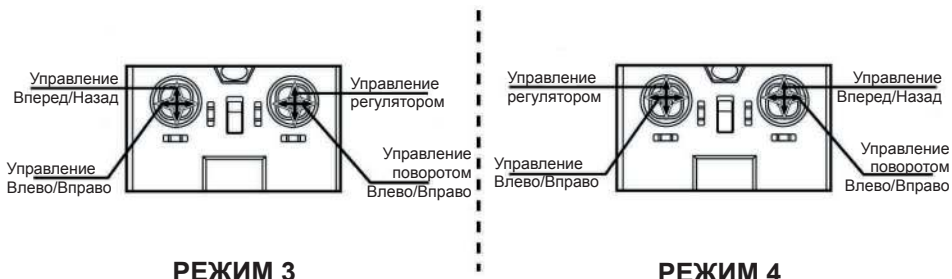 Управление
Вперед/Назад
Управление
регулятором
Управление
Влево/Вправо
Управление
поворотом
Влево/Вправо
РЕЖИМ 3
Управление
регулятором
Управление
Вперед/Назад
Управление
Влево/Вправо
Управление
поворотом
Влево/Вправо
РЕЖИМ 4